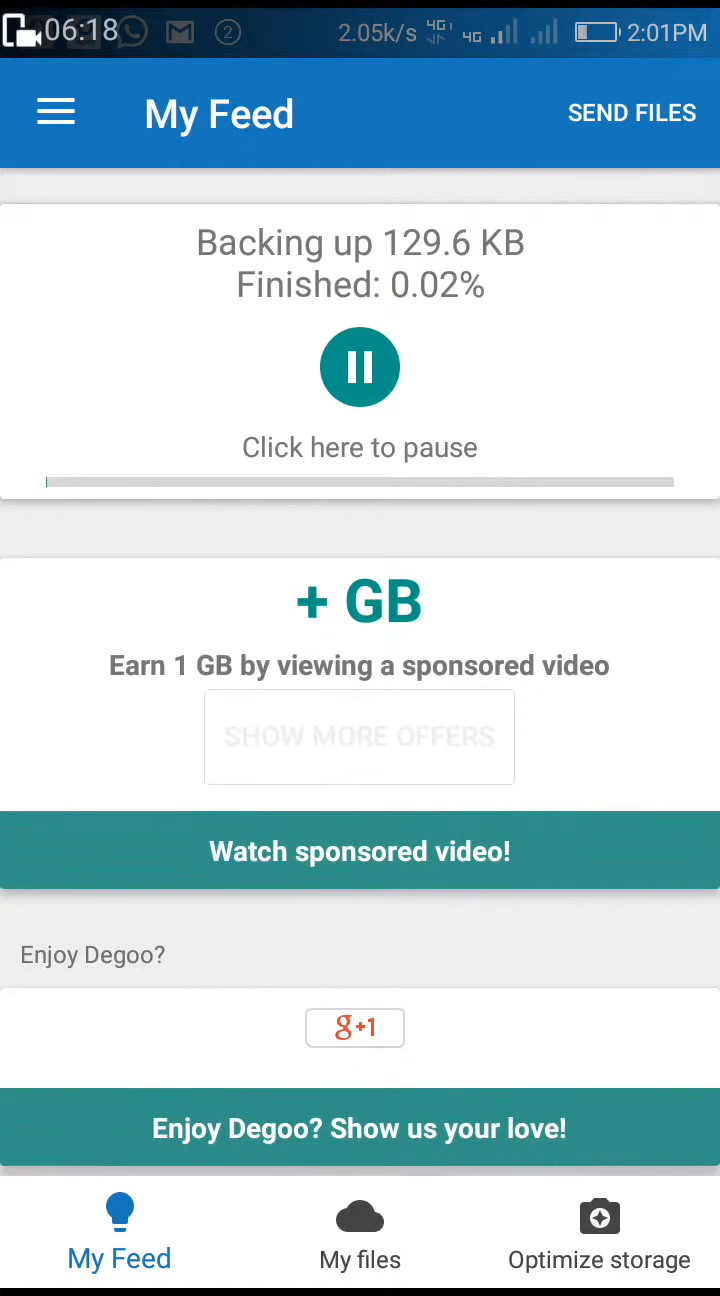 06:18 2 2.05k/s 4G 4G 2:01PM
My Feed SEND FILES
Backing up 129.6 KB
Finished: 0.02%
Click here to pause
+ GB
Earn 1 GB by viewing a sponsored video
SHOW MORE OFFERS
Watch sponsored video!
Enjoy Degoo?
g+1
Enjoy Degoo? Show us your love!
My Feed My files Optimize storage